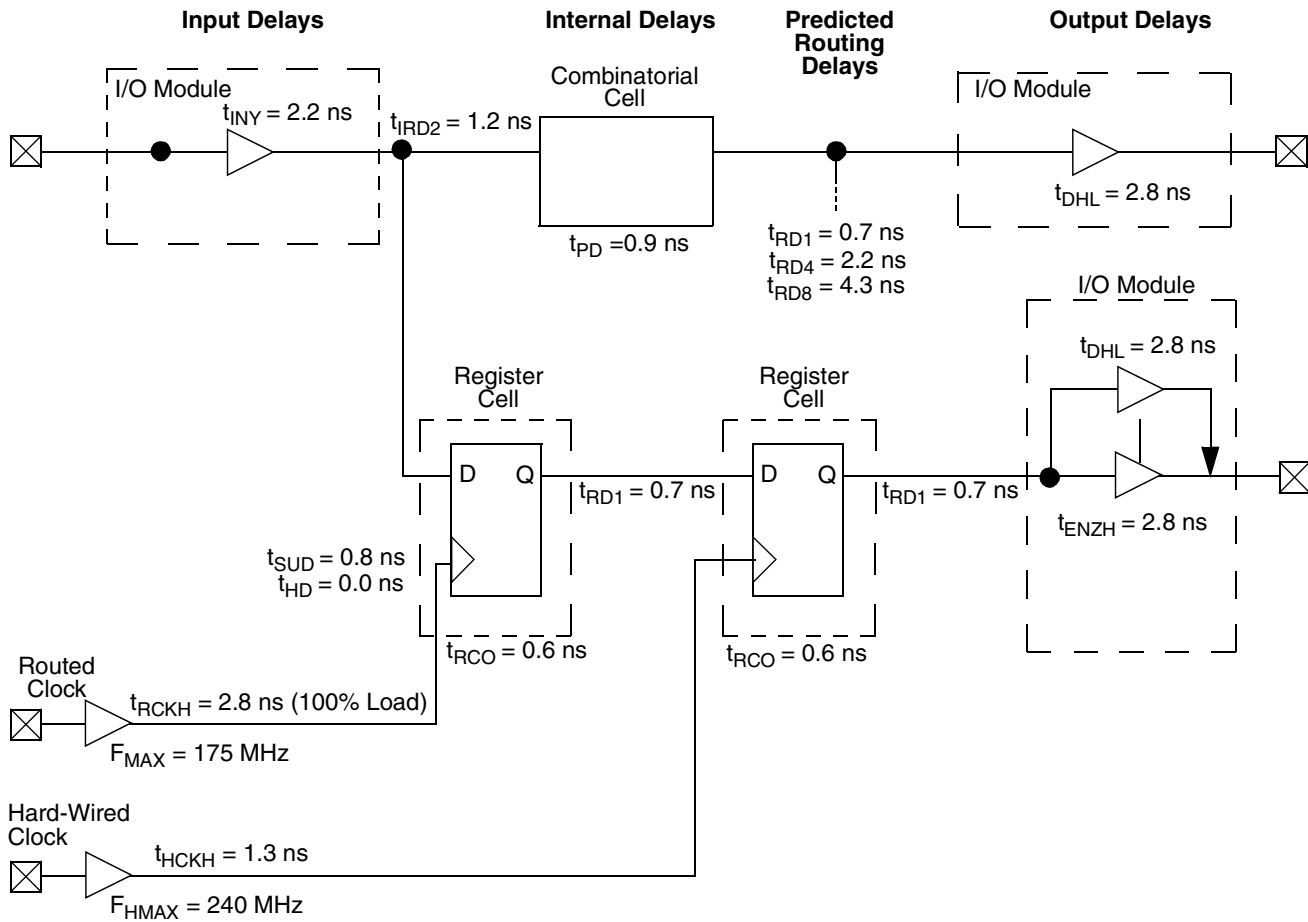 Input Delays
Internal Delays
Predicted
Routing
Delays
Output Delays
I/O Module
tINY = 2.2 ns
tIRD2 = 1.2 ns
Combinatorial
Cell
tPD =0.9 ns
tRD1 = 0.7 ns
tRD4 = 2.2 ns
tRD8 = 4.3 ns
I/O Module
tDHL = 2.8 ns
I/O Module
tDHL = 2.8 ns
tENZH = 2.8 ns
Register
Cell
D Q
tRD1 = 0.7 ns
Register
Cell
D Q
tRD1 = 0.7 ns
tSUD = 0.8 ns
tHD = 0.0 ns
tRCO = 0.6 ns
tRCO = 0.6 ns
Routed
Clock
tRCKH = 2.8 ns (100% Load)
FMAX = 175 MHz
Hard-Wired
Clock
tHCKH = 1.3 ns
FHMAX = 240 MHz